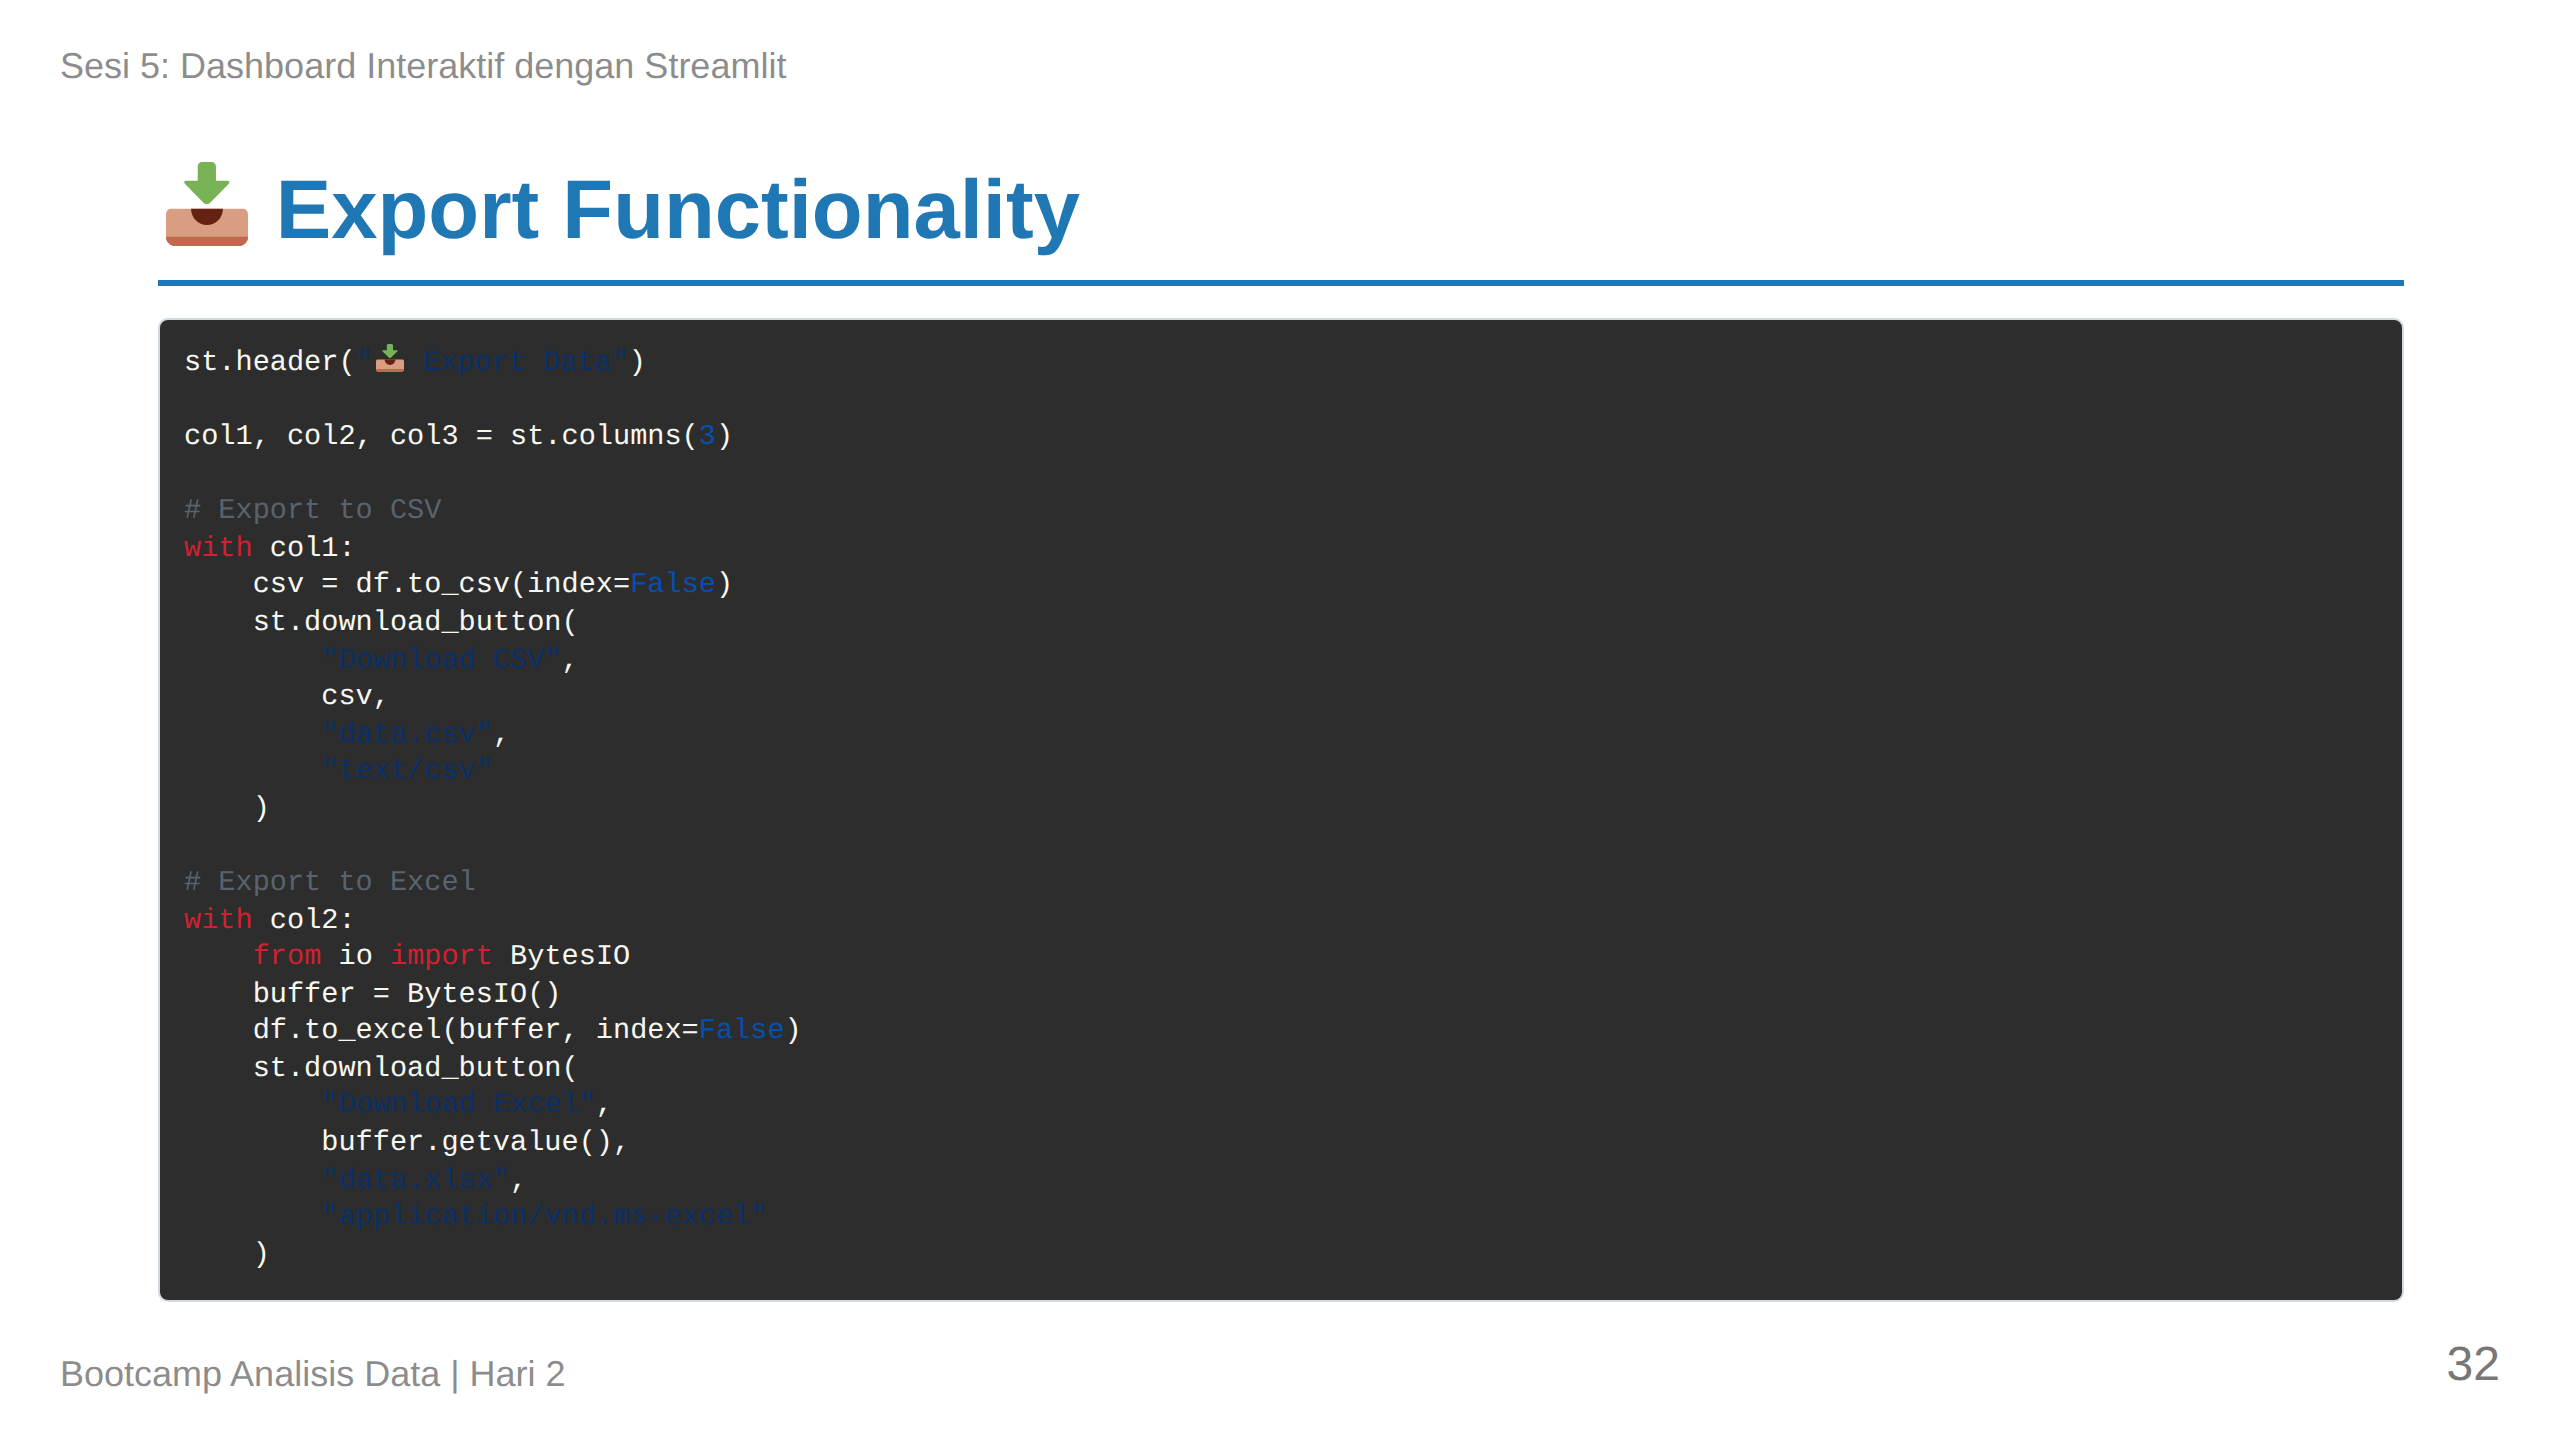 Sesi 5: Dashboard Interaktif dengan Streamlit
📥 Export Functionality
st.header("📥 Export Data")
col1, col2, col3 = st.columns(3)
# Export to CSV
with col1:
    csv = df.to_csv(index=False)
    st.download_button(
        "Download CSV",
        csv,
        "data.csv",
        "text/csv"
    )
# Export to Excel
with col2:
    from io import BytesIO
    buffer = BytesIO()
    df.to_excel(buffer, index=False)
    st.download_button(
        "Download Excel",
        buffer.getvalue(),
        "data.xlsx",
        "application/vnd.ms-excel"
    )
Bootcamp Analisis Data | Hari 2
32